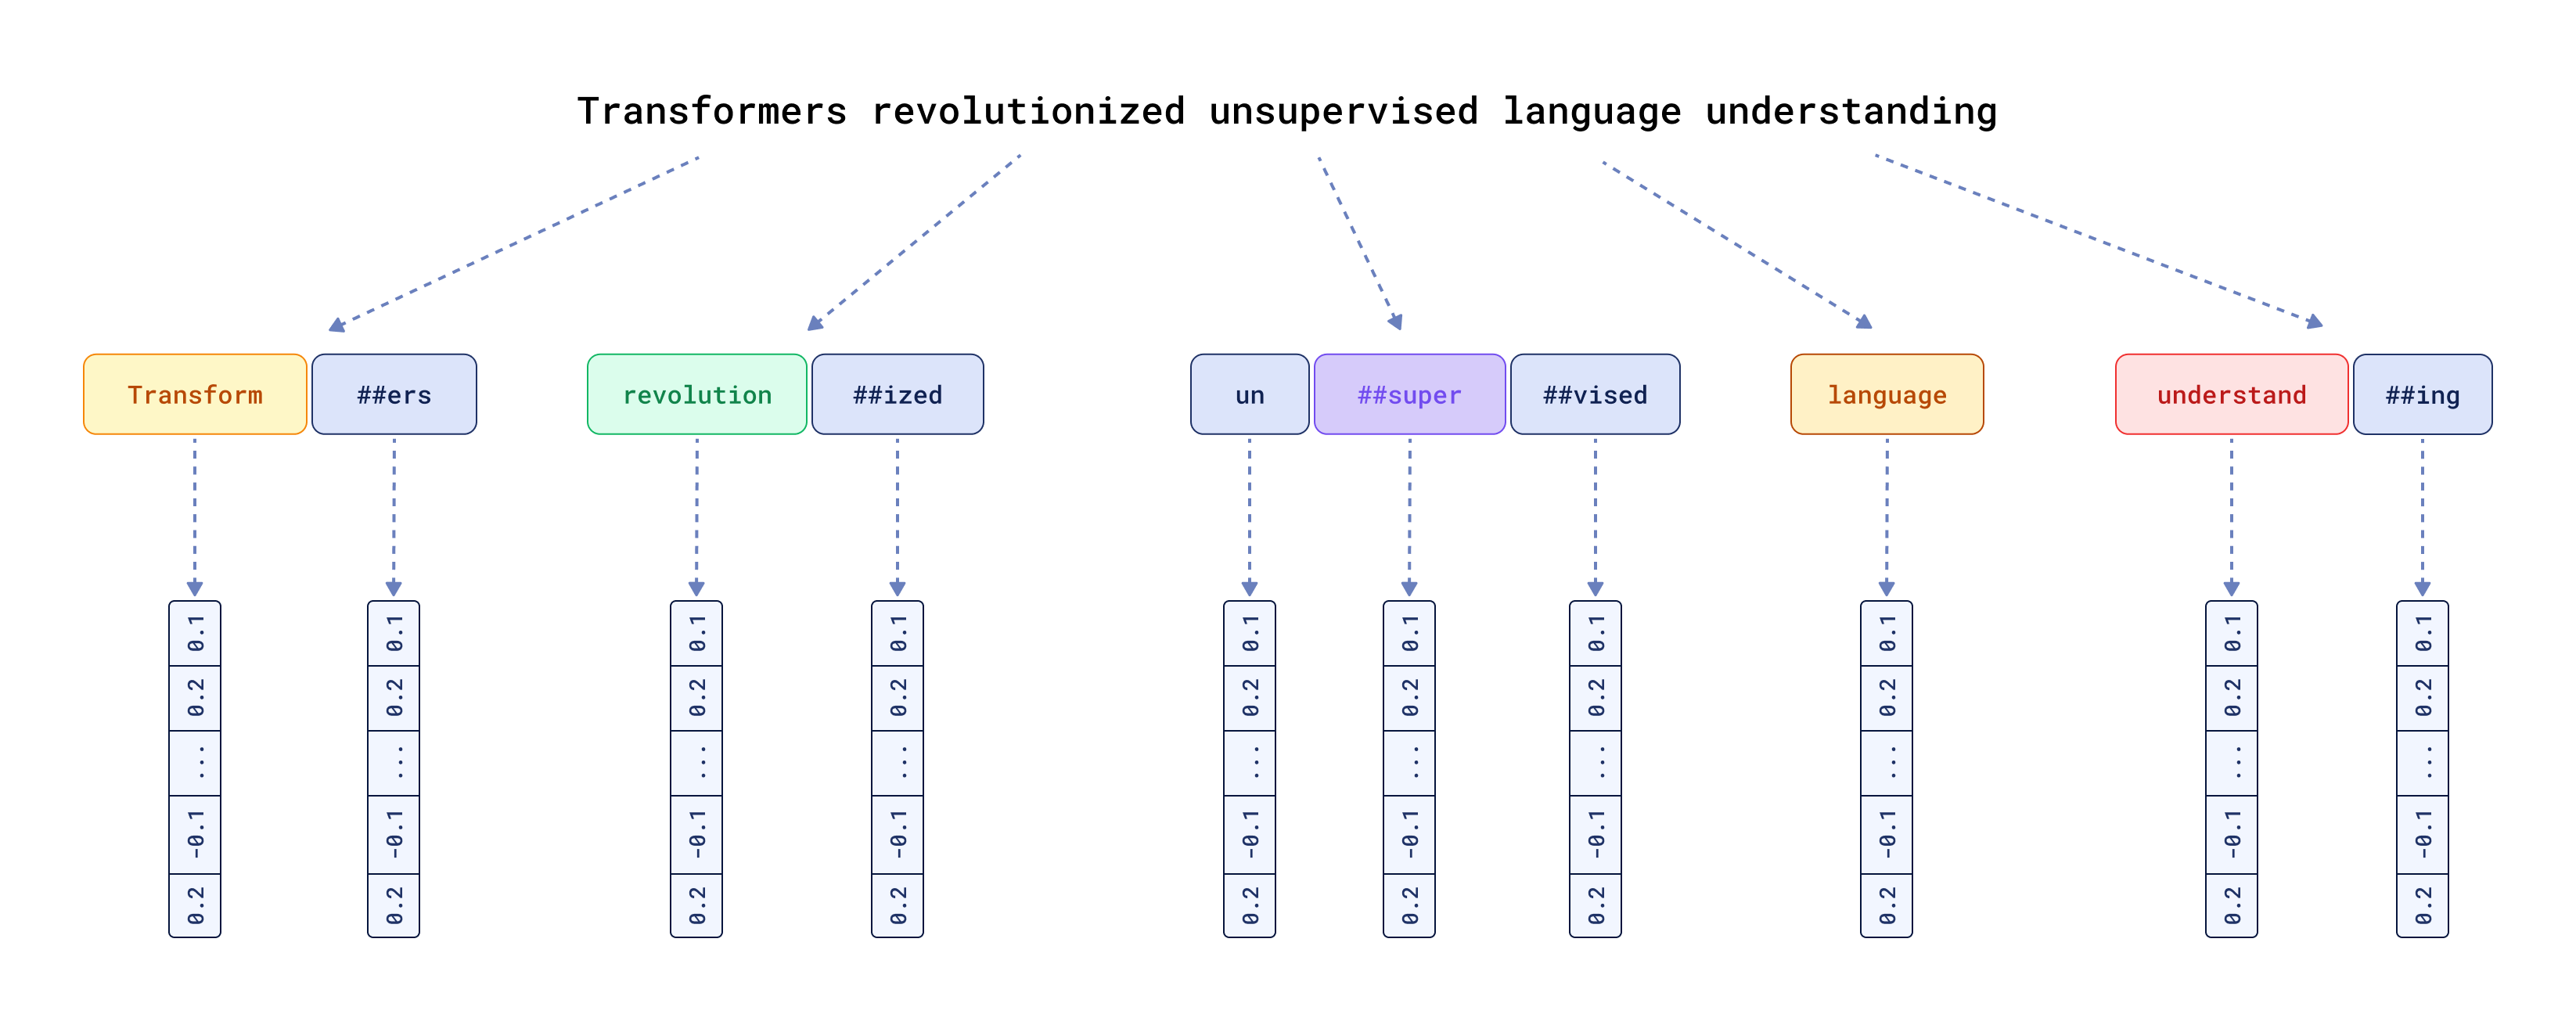 Transformers revolutionized unsupervised language understanding
Transform ##ers revolution ##ized un ##super ##vised language understand ##ing
0.1 0.1 0.1 0.1 0.1 0.1 0.1 0.1 0.1 0.1
0.2 0.2 0.2 0.2 0.2 0.2 0.2 0.2 0.2 0.2
... ... ... ... ... ... ... ... ... ...
-0.1 -0.1 -0.1 -0.1 -0.1 -0.1 -0.1 -0.1 -0.1 -0.1
0.2 0.2 0.2 0.2 0.2 0.2 0.2 0.2 0.2 0.2